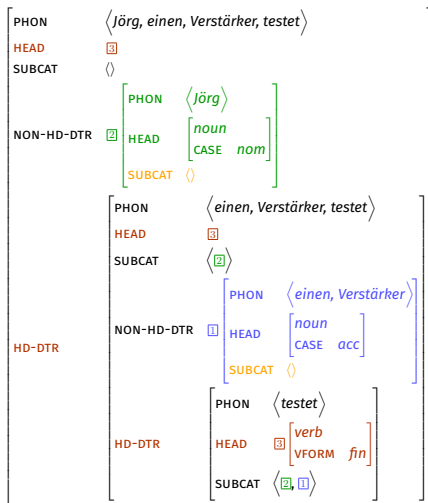 PHON ⟨Jörg, einen, Verstärker, testet⟩
HEAD 3
SUBCAT ⟨⟩
PHON ⟨Jörg⟩
noun
NON-HD-DTR 2 HEAD
CASE nom
SUBCAT ⟨⟩
PHON ⟨einen, Verstärker, testet⟩
HEAD 3
SUBCAT ⟨2⟩
PHON ⟨einen, Verstärker⟩
noun
NON-HD-DTR 1 HEAD
CASE acc
HD-DTR
SUBCAT ⟨⟩
PHON ⟨testet⟩
verb
HD-DTR HEAD 3
VFORM fin
SUBCAT ⟨2, 1⟩